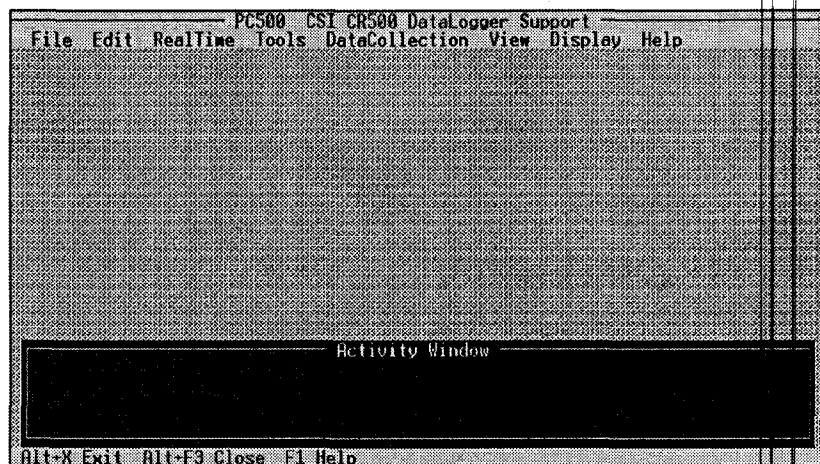 PC500 CSI CR500 DataLogger Support
File Edit RealTime Tools DataCollection View Display Help
Activity Window
Alt-X Exit Alt-F3 Close F1 Help